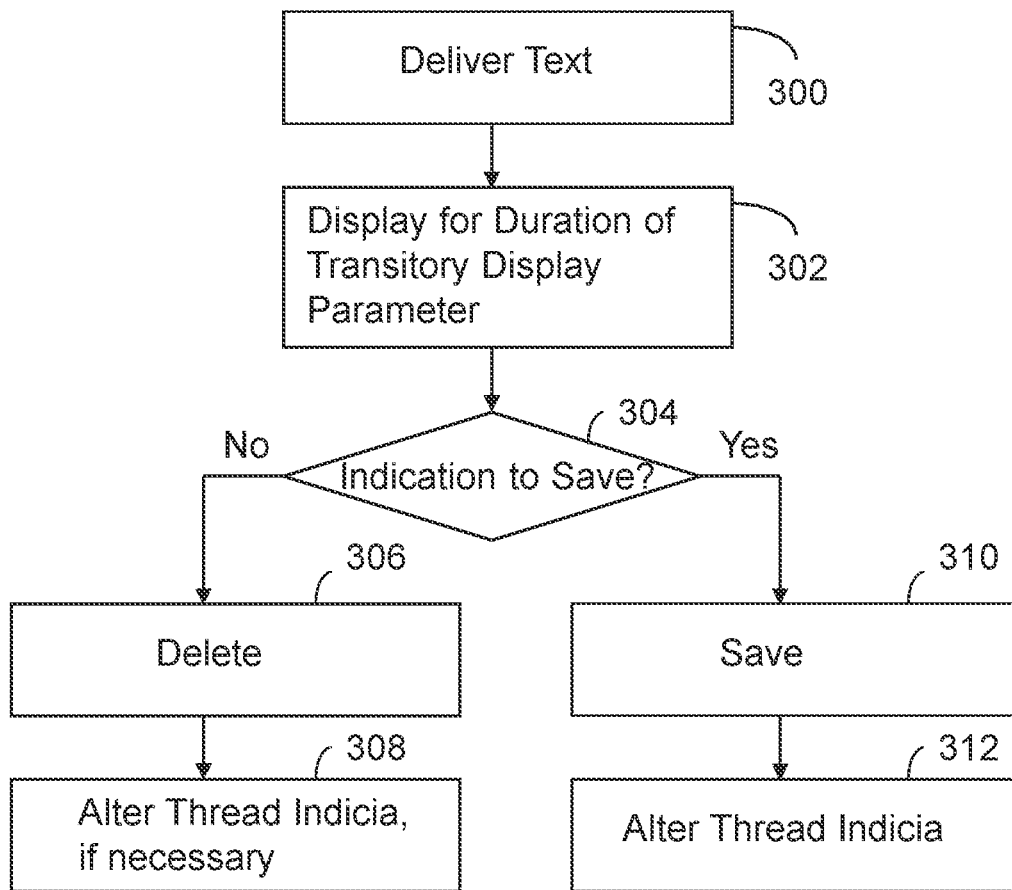 Deliver Text
300
Display for Duration of
Transitory Display
Parameter
302
304
No
Indication to Save?
Yes
306
310
Delete
Save
308
312
Alter Thread Indicia,
if necessary
Alter Thread Indicia